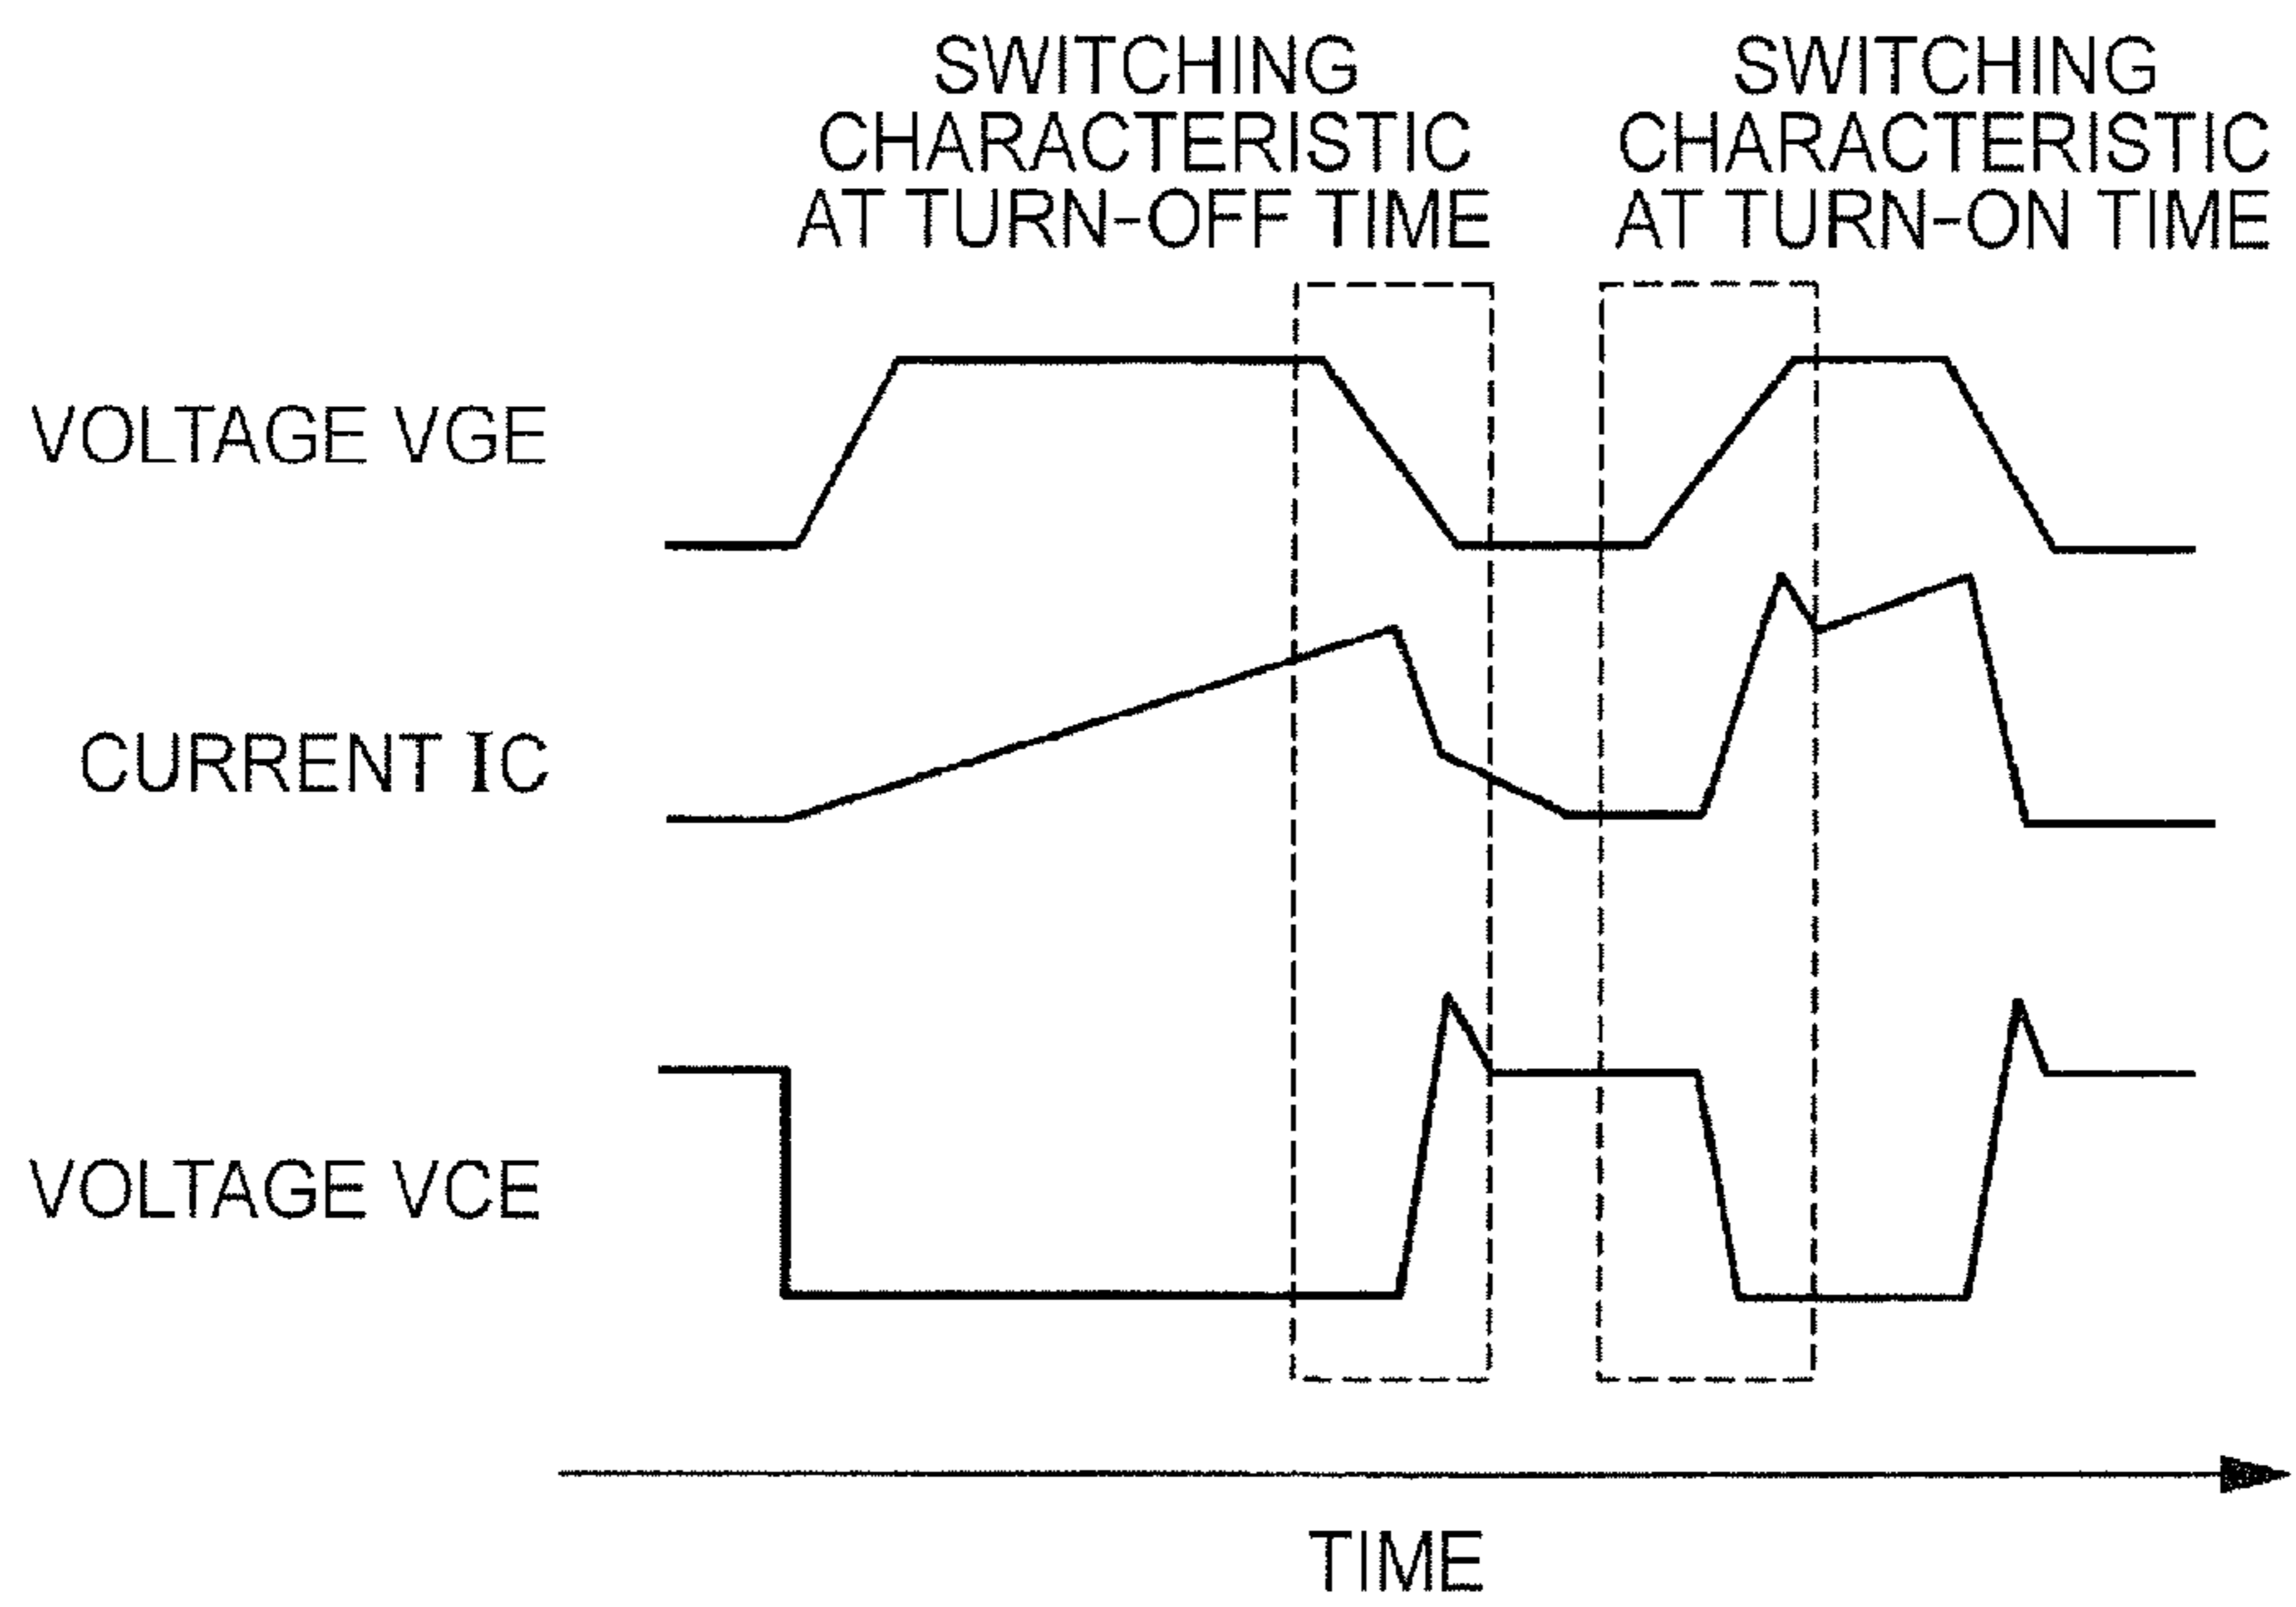 SWITCHING
CHARACTERISTIC
AT TURN-OFF TIME
SWITCHING
CHARACTERISTIC
AT TURN-ON TIME
VOLTAGE VGE
CURRENT IC
VOLTAGE VCE
TIME